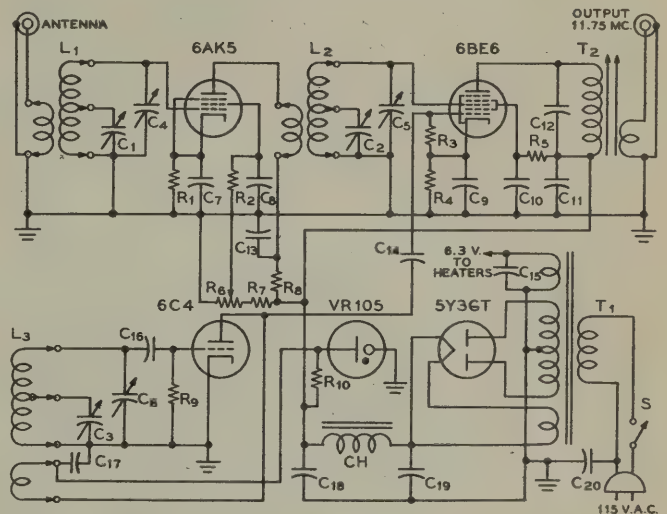 ANTENNA
OUTPUT
11.75 MC.
L1
6AK5
L2
6BE6
T2
C4
C1
C5
C2
R3
C12
R5
R1
C7
R2
C8
R4
C9
C10
C11
C13
C14
6.3 V.
TO
HEATERS
C15
R6
R7
R8
6C4
VR105
5Y3GT
T1
L3
C16
C6
R9
R10
S
C3
C17
CH
C18
C19
C20
115 V.A.C.